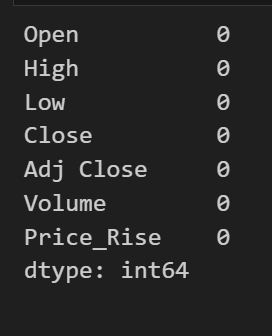 Open 0
High 0
Low 0
Close 0
Adj Close 0
Volume 0
Price_Rise 0
dtype: int64